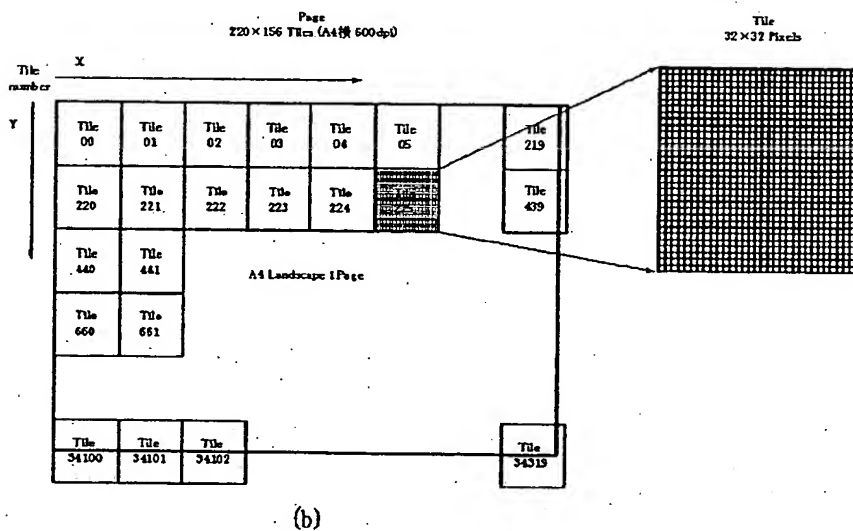 Page
220×156 Tiles (A4横 600dpi)
Tile
32×32 Pixels
Tile number
X
Y
Tile 00
Tile 01
Tile 02
Tile 03
Tile 04
Tile 05
Tile 219
Tile 220
Tile 221
Tile 222
Tile 223
Tile 224
Tile 439
Tile 440
Tile 441
A4 Landscape 1Page
Tile 660
Tile 661
Tile 34100
Tile 34101
Tile 34102
Tile 34319
(b)